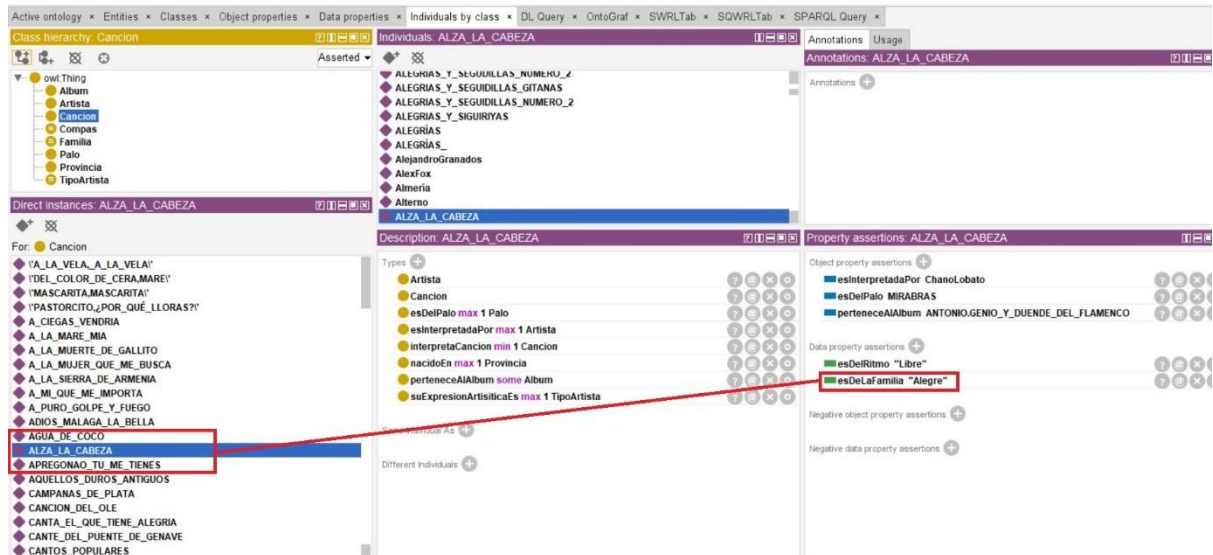 Active ontology × Entities × Classes × Object properties × Data properties × Individuals by class × DL Query × OntoGraf × SWRLTab × SQWRLTab × SPARQL Query ×
Class hierarchy: Cancion
Asserted
owl:Thing
Album
Artista
Cancion
Compas
Familia
Palo
Provincia
TipoArtista
Direct instances: ALZA_LA_CABEZA
For: Cancion
\'A_LA_VELA,_A_LA_VELA\'
\'DEL_COLOR_DE_CERA,MARE\'
\'MASCARITA,MASCARITA\'
\'PASTORCITO,¿POR_QUÉ_LLORAS?\'
A_CIEGAS_VENDRIA
A_LA_MARE_MIA
A_LA_MUERTE_DE_GALLITO
A_LA_MUJER_QUE_ME_BUSCA
A_LA_SIERRA_DE_ARMENIA
A_MI_QUE_ME_IMPORTA
A_PURO_GOLPE_Y_FUEGO
ADIOS_MALAGA_LA_BELLA
AGUA_DE_COCO
ALZA_LA_CABEZA
APREGONAO_TU_ME_TIENES
AQUELLOS_DUROS_ANTIGUOS
CAMPANAS_DE_PLATA
CANCION_DEL_OLE
CANTA_EL_QUE_TIENE_ALEGRIA
CANTE_DEL_PUENTE_DE_GENAVE
CANTOS_POPULARES
Individuals: ALZA_LA_CABEZA
ALEGRIAS_Y_SEGUDILLAS_NUMERO_2
ALEGRIAS_Y_SEGUIDILLAS_GITANAS
ALEGRIAS_Y_SEGUIDILLAS_NUMERO_2
ALEGRIAS_Y_SIGUIRIYAS
ALEGRÌAS
ALEGRÌAS_
AlejandroGranados
AlexFox
Almería
Alterno
ALZA_LA_CABEZA
Description: ALZA_LA_CABEZA
Types
Artista
Cancion
esDelPalo max 1 Palo
esInterpretadaPor max 1 Artista
interpretaCancion min 1 Cancion
nacidoEn max 1 Provincia
perteneceAlAlbum some Album
suExpresionArtisiticaEs max 1 TipoArtista
Same Individual As
Different Individuals
Annotations Usage
Annotations: ALZA_LA_CABEZA
Annotations
Property assertions: ALZA_LA_CABEZA
Object property assertions
esInterpretadaPor ChanoLobato
esDelPalo MIRABRAS
perteneceAlAlbum ANTONIO.GENIO_Y_DUENDE_DEL_FLAMENCO
Data property assertions
esDelRitmo "Libre"
esDeLaFamilia "Alegre"
Negative object property assertions
Negative data property assertions